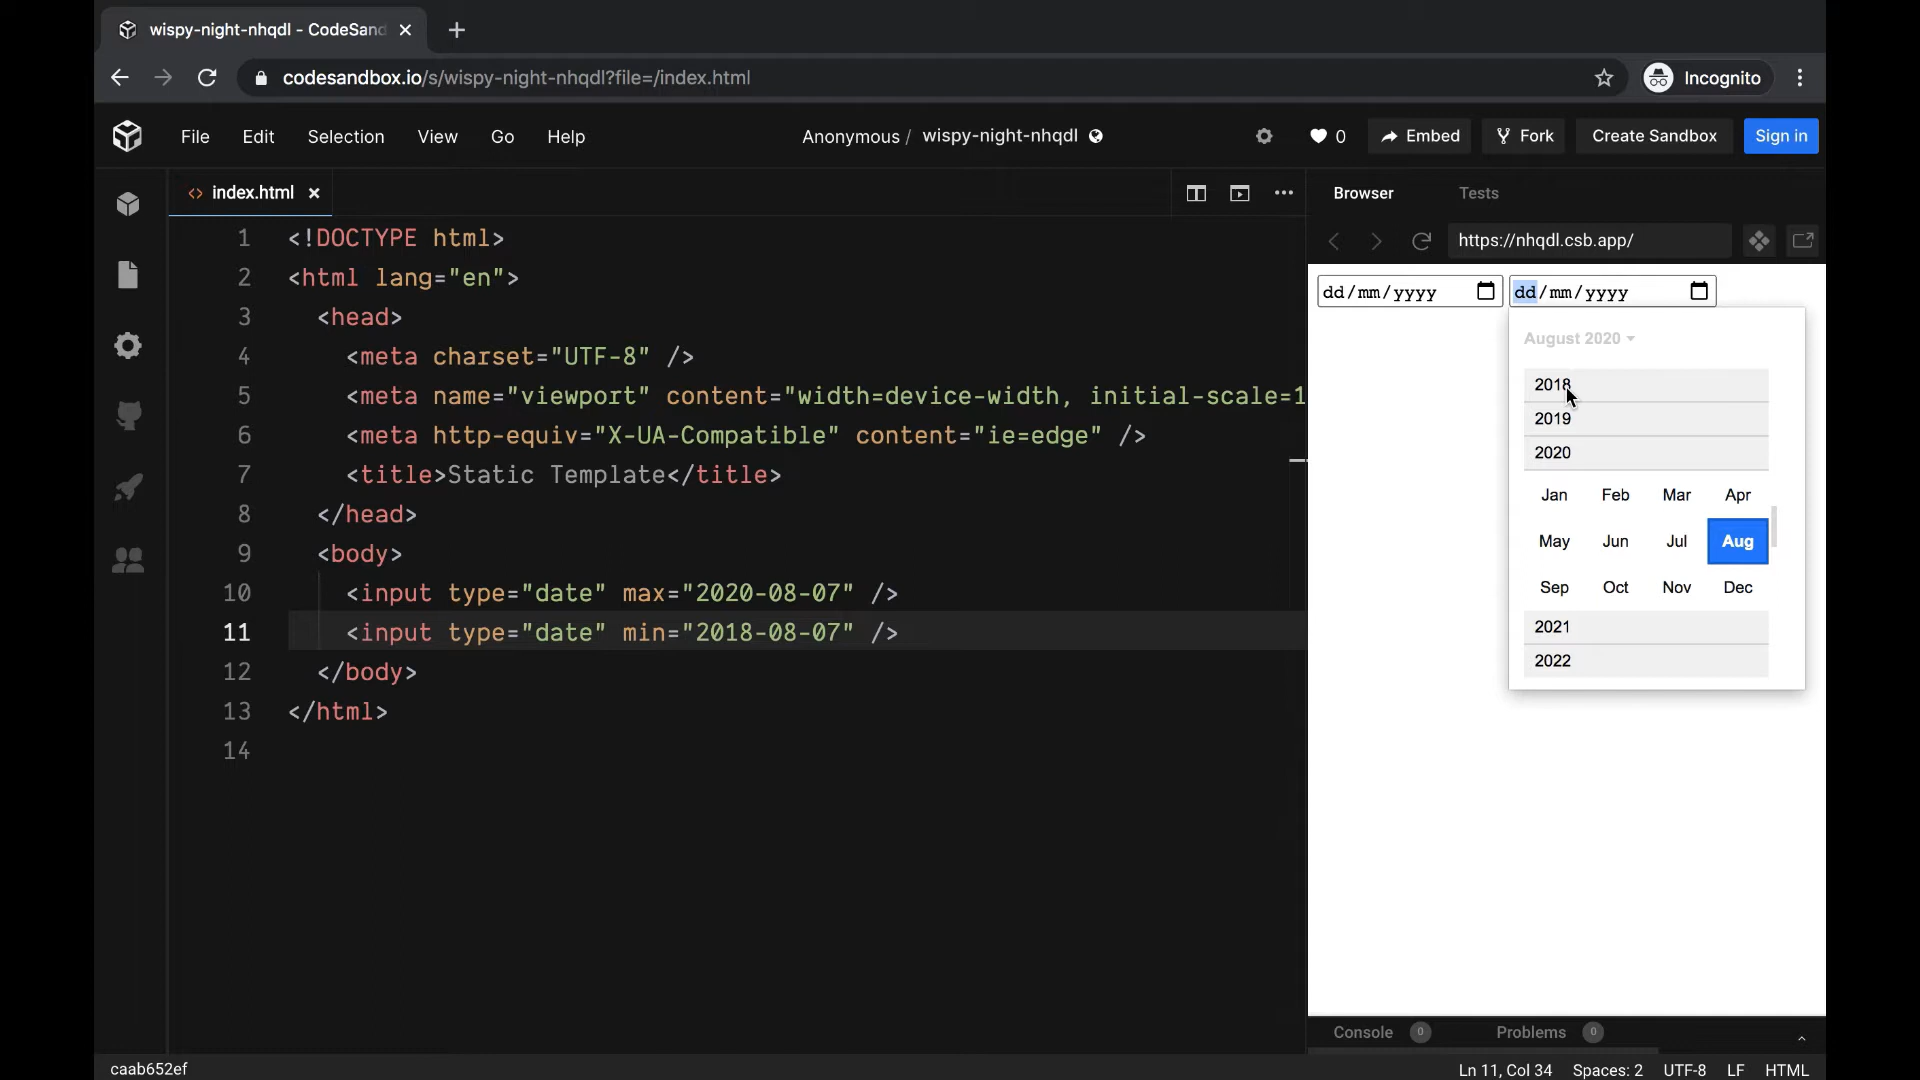 wispy-night-nhqdl - CodeSand
codesandbox.io/s/wispy-night-nhqdl?file=/index.html
Incognito
File Edit Selection View Go Help
Anonymous / wispy-night-nhqdl
0 Embed Fork Create Sandbox Sign in
<> index.html
Browser Tests
https://nhqdl.csb.app/
1 <!DOCTYPE html>
2 <html lang="en">
3 <head>
4 <meta charset="UTF-8" />
5 <meta name="viewport" content="width=device-width, initial-scale=1
6 <meta http-equiv="X-UA-Compatible" content="ie=edge" />
7 <title>Static Template</title>
8 </head>
9 <body>
10 <input type="date" max="2020-08-07" />
11 <input type="date" min="2018-08-07" />
12 </body>
13 </html>
14
dd/mm/yyyy dd/mm/yyyy
August 2020
2018
2019
2020
Jan Feb Mar Apr
May Jun Jul Aug
Sep Oct Nov Dec
2021
2022
Console 0 Problems 0
caab652ef
Ln 11, Col 34 Spaces: 2 UTF-8 LF HTML